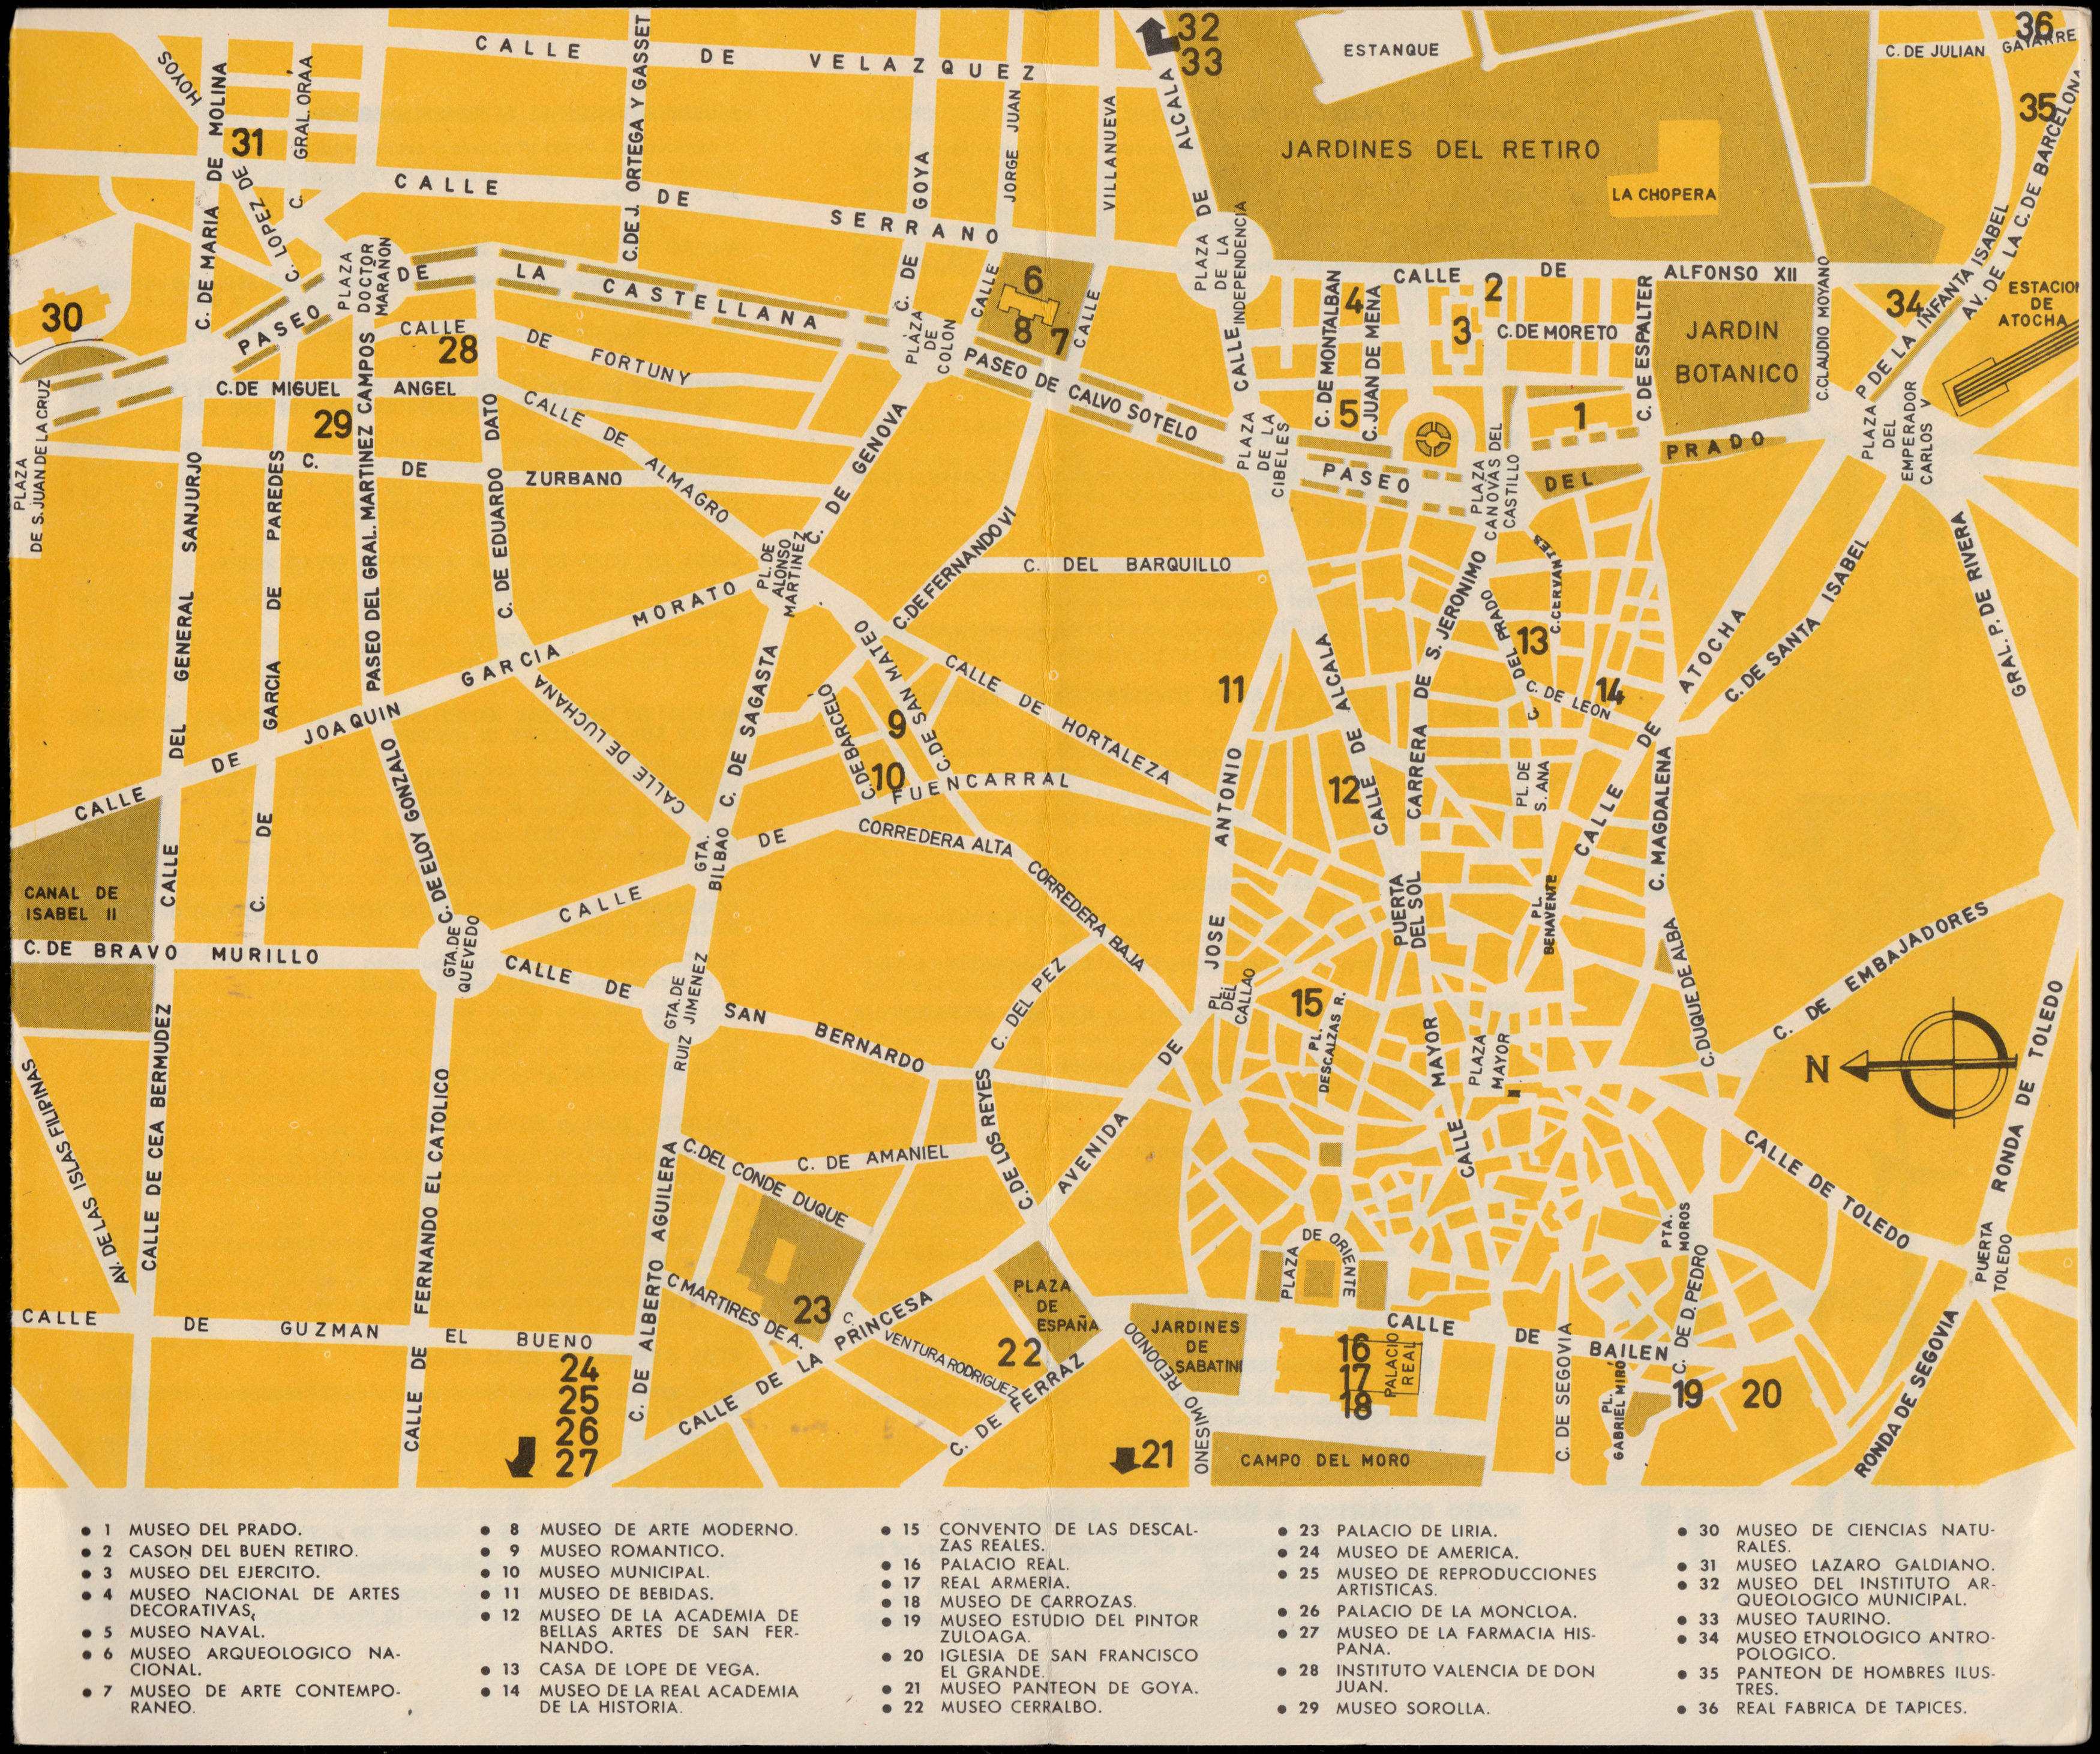 CALLE DE VELAZQUEZ
HOYOS
C. DE MARIA DE MOLINA
C. GRAL. ORÁA
31
C. LOPEZ DE
C. DE J. ORTEGA Y GASSET
C. DE GOYA
CALLE JORGE JUAN
CALLE VILLANUEVA
32
33
CALLE DE ALCALA
ESTANQUE
JARDINES DEL RETIRO
LA CHOPERA
36
C. DE JULIAN GAYARRE
35
AV. DE LA C. DE BARCELONA
P. DE LA INFANTA ISABEL
CALLE DE SERRANO
PLAZA DE LA INDEPENDENCIA
PLAZA DOCTOR MARAÑON
PASEO DE LA CASTELLANA
30
6
8
7
4
2
3
34
CALLE DE ALFONSO XII
C. DE MONTALBAN
C. JUAN DE MENA
C. DE MORETO
C. DE ESPALTER
JARDIN
BOTANICO
C. CLAUDIO MOYANO
ESTACION
DE
ATOCHA
PLAZA
DE
COLON
CALLE DE FORTUNY
28
C. DE MIGUEL ANGEL
29
PASEO DE CALVO SOTELO
5
1
PLAZA
DE S. JUAN DE LA CRUZ
PLAZA
DE LA
CIBELES
PASEO DEL PRADO
PLAZA
CANOVAS DEL
CASTILLO
PLAZA
DEL
EMPERADOR
CARLOS V
C. DE ZURBANO
CALLE DE ALMAGRO
C. DE GENOVA
CALLE DEL GENERAL SANJURJO
C. DE GARCIA DE PAREDES
PASEO DEL GRAL. MARTINEZ CAMPOS
C. DE EDUARDO DATO
PL. DE
ALONSO
MARTINEZ
C. DE FERNANDO VI
C. DEL BARQUILLO
CALLE DE JOAQUIN GARCIA MORATO
C. DE SAN MATEO
C. DE BARCELO
CALLE DE HORTALEZA
9
10
11
12
13
14
CALLE DE ALCALA
CARRERA DE S. JERONIMO
C. DEL PRADO
C. CERVANTES
C. DE LEON
PL. DE
S. ANA
CALLE DE ATOCHA
C. DE SANTA ISABEL
GRAL. P. DE RIVERA
C. MAGDALENA
CALLE DE LUCHANA
C. DE SAGASTA
CALLE DE FUENCARRAL
GTA.
BILBAO
CORREDERA ALTA
CORREDERA BAJA
C. DE ELOY GONZALO
CANAL DE
ISABEL II
C. DE BRAVO MURILLO
GTA. DE
QUEVEDO
CALLE DE SAN BERNARDO
GTA. DE
RUIZ JIMENEZ
C. DEL PEZ
AVENIDA DE JOSE ANTONIO
PL.
DEL
CALLAO
15
PL.
DESCALZAS R.
PUERTA
DEL SOL
PL.
BENAVENTE
C. DUQUE DE ALBA
C. DE EMBAJADORES
CALLE MAYOR
PLAZA
MAYOR
N
RONDA DE TOLEDO
CALLE DE TOLEDO
PUERTA
TOLEDO
AV. DE LAS ISLAS FILIPINAS
CALLE DE CEA BERMUDEZ
CALLE DE FERNANDO EL CATOLICO
C. DE ALBERTO AGUILERA
C. DEL CONDE DUQUE
C. DE AMANIEL
C. DE LOS REYES
C. MARTIRES DE A.
23
CALLE DE LA PRINCESA
C. VENTURA RODRIGUEZ
22
C. DE FERRAZ
PLAZA
DE
ESPAÑA
JARDINES
DE
SABATINI
ONESIMO REDONDO
21
PLAZA DE ORIENTE
16
17
18
PALACIO
REAL
CAMPO DEL MORO
CALLE DE BAILEN
C. DE SEGOVIA
PL.
GABRIEL MIRÓ
PTA.
MOROS
C. DE D. PEDRO
19
20
RONDA DE SEGOVIA
CALLE DE GUZMAN EL BUENO
24
25
26
27
● 1 MUSEO DEL PRADO.
● 2 CASON DEL BUEN RETIRO.
● 3 MUSEO DEL EJERCITO.
● 4 MUSEO NACIONAL DE ARTES
DECORATIVAS.
● 5 MUSEO NAVAL.
● 6 MUSEO ARQUEOLOGICO NA-
CIONAL.
● 7 MUSEO DE ARTE CONTEMPO-
RANEO.
● 8 MUSEO DE ARTE MODERNO.
● 9 MUSEO ROMANTICO.
● 10 MUSEO MUNICIPAL.
● 11 MUSEO DE BEBIDAS.
● 12 MUSEO DE LA ACADEMIA DE
BELLAS ARTES DE SAN FER-
NANDO.
● 13 CASA DE LOPE DE VEGA.
● 14 MUSEO DE LA REAL ACADEMIA
DE LA HISTORIA.
● 15 CONVENTO DE LAS DESCAL-
ZAS REALES.
● 16 PALACIO REAL.
● 17 REAL ARMERIA.
● 18 MUSEO DE CARROZAS.
● 19 MUSEO ESTUDIO DEL PINTOR
ZULOAGA.
● 20 IGLESIA DE SAN FRANCISCO
EL GRANDE.
● 21 MUSEO PANTEON DE GOYA.
● 22 MUSEO CERRALBO.
● 23 PALACIO DE LIRIA.
● 24 MUSEO DE AMERICA.
● 25 MUSEO DE REPRODUCCIONES
ARTISTICAS.
● 26 PALACIO DE LA MONCLOA.
● 27 MUSEO DE LA FARMACIA HIS-
PANA.
● 28 INSTITUTO VALENCIA DE DON
JUAN.
● 29 MUSEO SOROLLA.
● 30 MUSEO DE CIENCIAS NATU-
RALES.
● 31 MUSEO LAZARO GALDIANO.
● 32 MUSEO DEL INSTITUTO AR-
QUEOLOGICO MUNICIPAL.
● 33 MUSEO TAURINO.
● 34 MUSEO ETNOLOGICO ANTRO-
POLOGICO.
● 35 PANTEON DE HOMBRES ILUS-
TRES.
● 36 REAL FABRICA DE TAPICES.